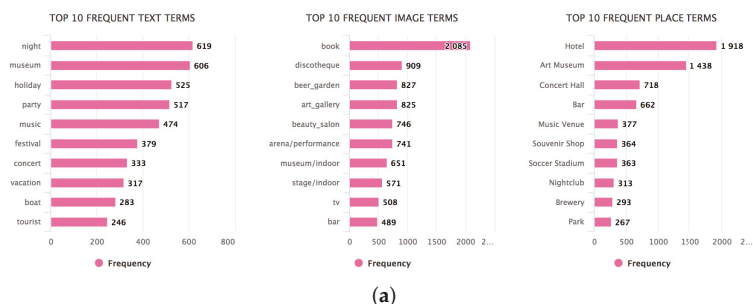 TOP 10 FREQUENT TEXT TERMS
night 619
museum 606
holiday 525
party 517
music 474
festival 379
concert 333
vacation 317
boat 283
tourist 246
0 200 400 600 800
Frequency
TOP 10 FREQUENT IMAGE TERMS
book 2 085
discotheque 909
beer_garden 827
art_gallery 825
beauty_salon 746
arena/performance 741
museum/indoor 651
stage/indoor 571
tv 508
bar 489
0 500 1000 1500 2000 2...
Frequency
TOP 10 FREQUENT PLACE TERMS
Hotel 1 918
Art Museum 1 438
Concert Hall 718
Bar 662
Music Venue 377
Souvenir Shop 364
Soccer Stadium 363
Nightclub 313
Brewery 293
Park 267
0 500 1000 1500 2000 2...
Frequency
(a)